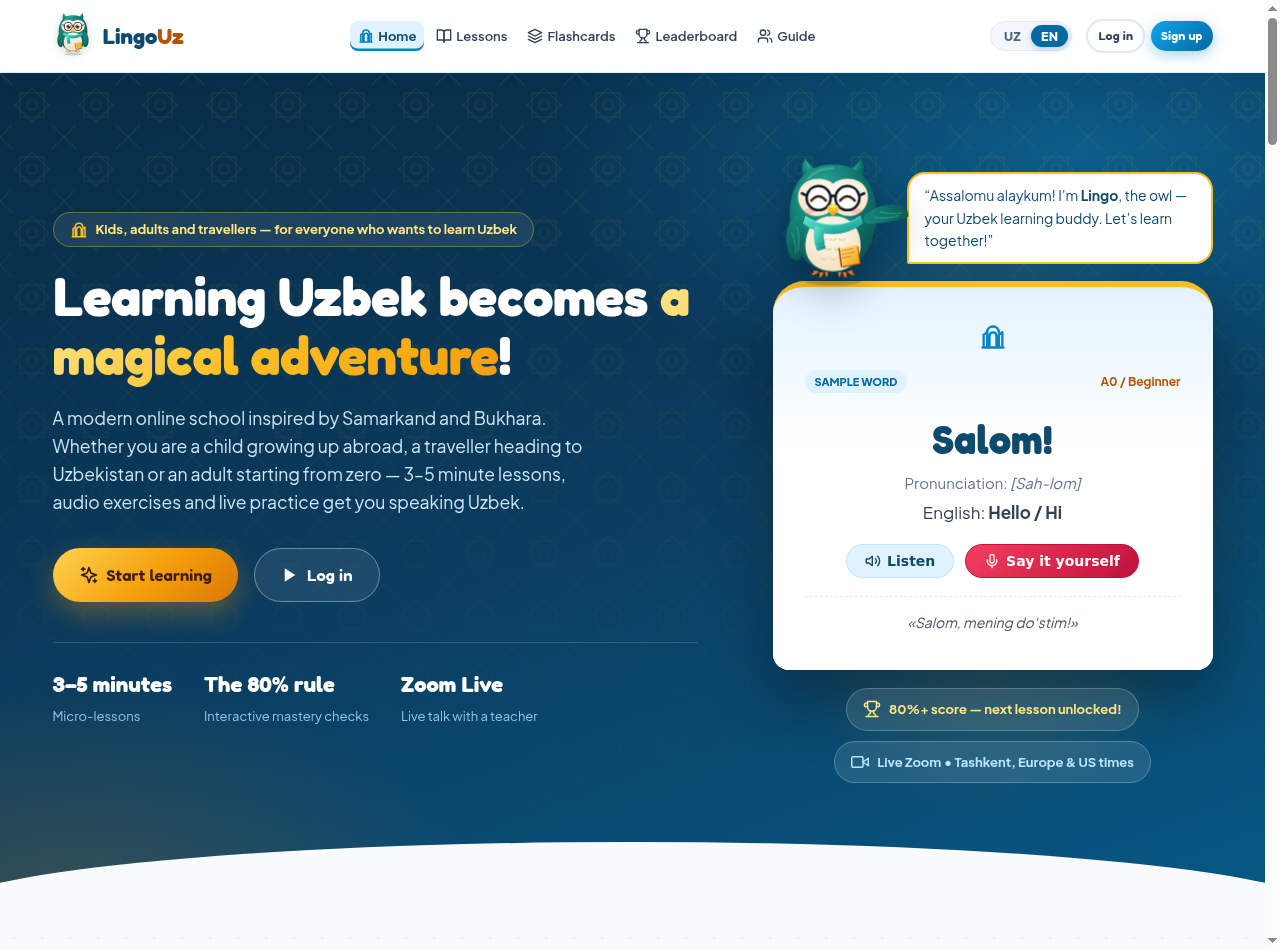 LingoUz
Home
Lessons
Flashcards
Leaderboard
Guide
UZ
EN
Log in
Sign up
Kids, adults and travellers — for everyone who wants to learn Uzbek
Learning Uzbek becomes a
magical adventure!
A modern online school inspired by Samarkand and Bukhara.
Whether you are a child growing up abroad, a traveller heading to
Uzbekistan or an adult starting from zero — 3–5 minute lessons,
audio exercises and live practice get you speaking Uzbek.
Start learning
Log in
3–5 minutes
Micro-lessons
The 80% rule
Interactive mastery checks
Zoom Live
Live talk with a teacher
“Assalomu alaykum! I’m Lingo, the owl —
your Uzbek learning buddy. Let’s learn
together!”
SAMPLE WORD
A0 / Beginner
Salom!
Pronunciation: [Sah-lom]
English: Hello / Hi
Listen
Say it yourself
«Salom, mening do‘stim!»
80%+ score — next lesson unlocked!
Live Zoom • Tashkent, Europe & US times